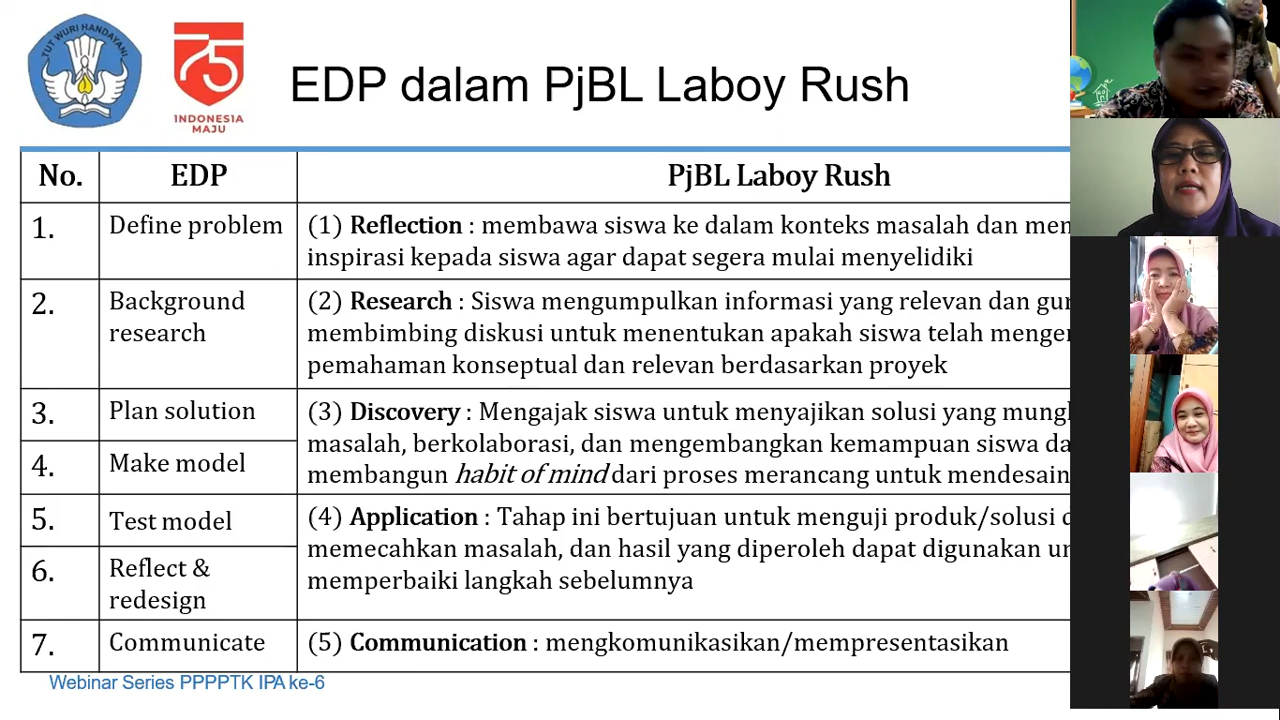 TUT WURI HANDAYANI
75
INDONESIA
MAJU
EDP dalam PjBL Laboy Rush
No.
EDP
PjBL Laboy Rush
1.
Define problem
(1) Reflection : membawa siswa ke dalam konteks masalah dan
inspirasi kepada siswa agar dapat segera mulai menyelidiki
2.
Background
research
(2) Research : Siswa mengumpulkan informasi yang relevan dan
membimbing diskusi untuk menentukan apakah siswa telah
pemahaman konseptual dan relevan berdasarkan proyek
3.
Plan solution
4.
Make model
(3) Discovery : Mengajak siswa untuk menyajikan solusi yang
masalah, berkolaborasi, dan mengembangkan kemampuan siswa
membangun habit of mind dari proses merancang untuk mendesain
5.
Test model
6.
Reflect &
redesign
(4) Application : Tahap ini bertujuan untuk menguji produk/solusi
memecahkan masalah, dan hasil yang diperoleh dapat digunakan
memperbaiki langkah sebelumnya
7.
Communicate
(5) Communication : mengkomunikasikan/mempresentasikan
Webinar Series PPPPTK IPA ke-6